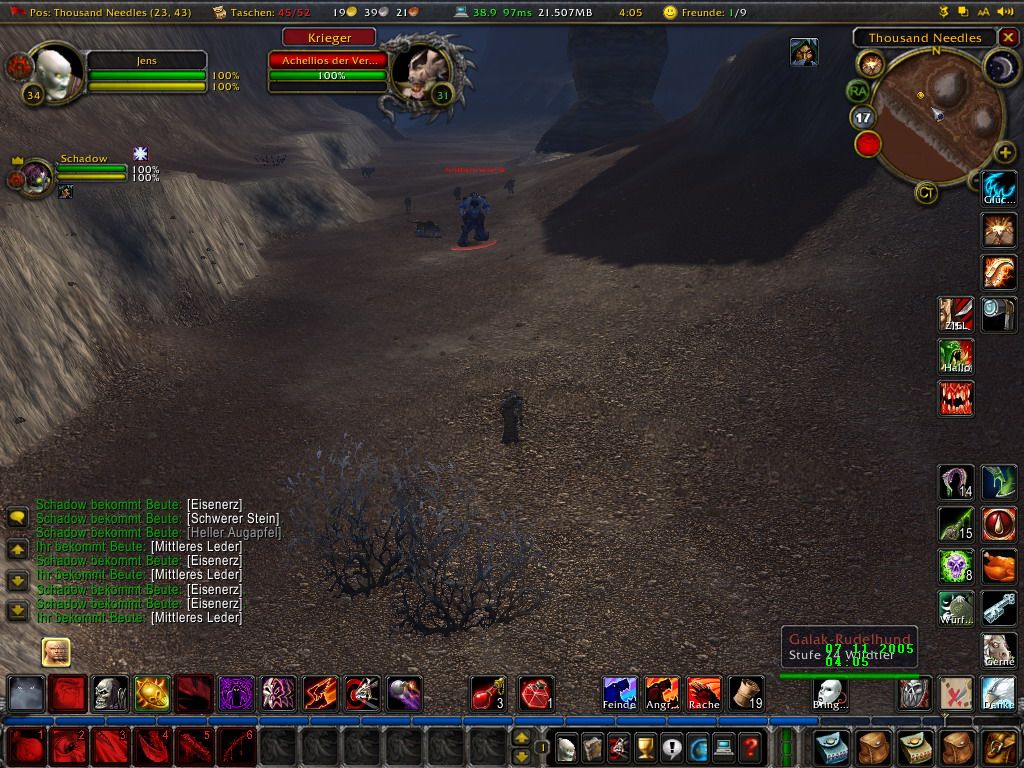 Pos: Thousand Needles (23, 43)
Taschen: 45/52
19 39 21
38.9 97ms 21.507MB
4:05
Freunde: 1/9
Krieger
Thousand Needles
Jens
100%
100%
34
Achellios der Ver...
100%
31
N
RA
17
CT
Schadow
100%
100%
ZIEL
Hallo
14
15
8
Würf...
Schadow bekommt Beute: [Eisenerz]
Schadow bekommt Beute: [Schwerer Stein]
Schadow bekommt Beute: [Heller Augapfel]
Ihr bekommt Beute: [Mittleres Leder]
Schadow bekommt Beute: [Eisenerz]
Ihr bekommt Beute: [Mittleres Leder]
Schadow bekommt Beute: [Eisenerz]
Schadow bekommt Beute: [Eisenerz]
Ihr bekommt Beute: [Mittleres Leder]
Galak-Rudelhund
Stufe 24 Wildtier
07.11.2005
04:05
Gerne
3
1
Feinde
Angr...
Rache
19
Bring...
Danke
1 2 3 4 5 6
1